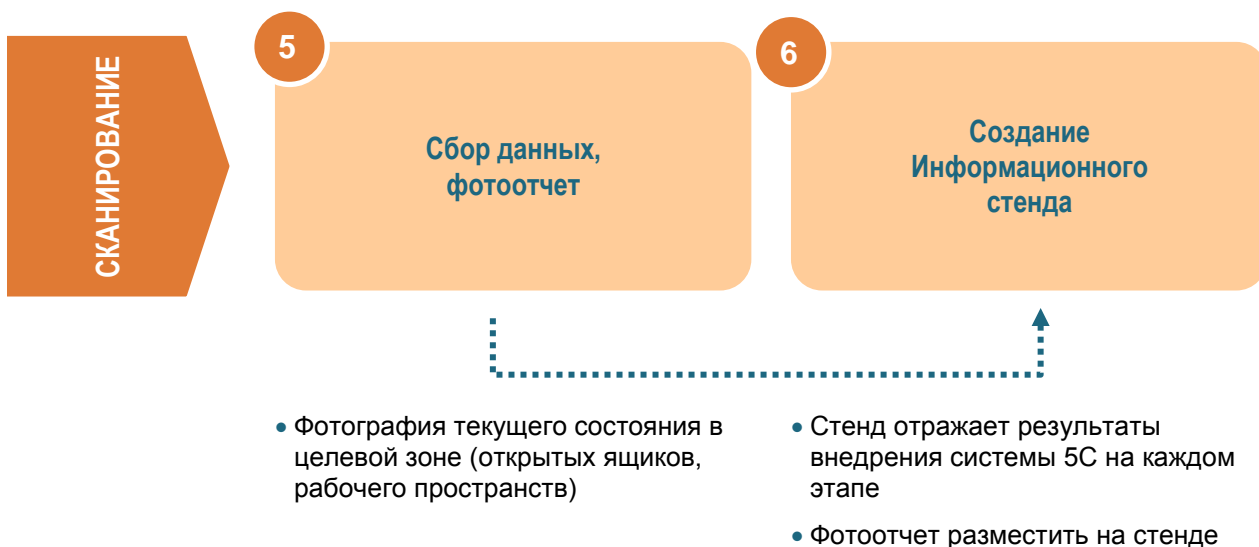 СКАНИРОВАНИЕ
5
Сбор данных,
фотоотчет
6
Создание
Информационного
стенда
• Фотография текущего состояния в
целевой зоне (открытых ящиков,
рабочего пространств)
• Стенд отражает результаты
внедрения системы 5С на каждом
этапе
• Фотоотчет разместить на стенде